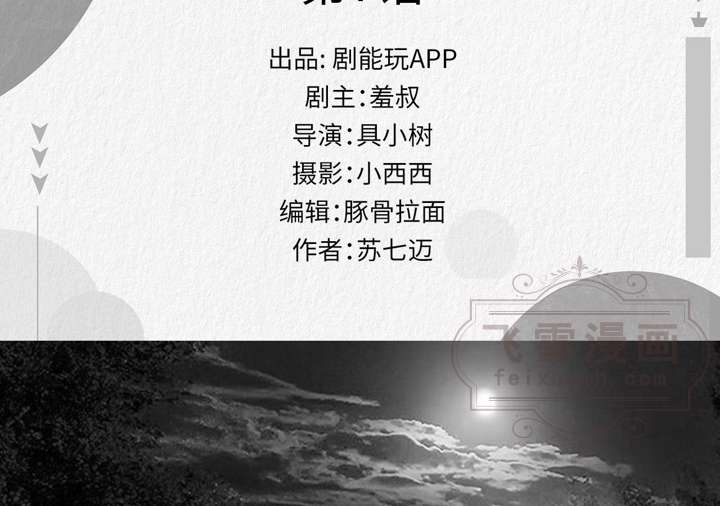 出品: 剧能玩APP
剧主：羞叔
导演：具小树
摄影：小西西
编辑：豚骨拉面
作者：苏七迈
飞雪漫画